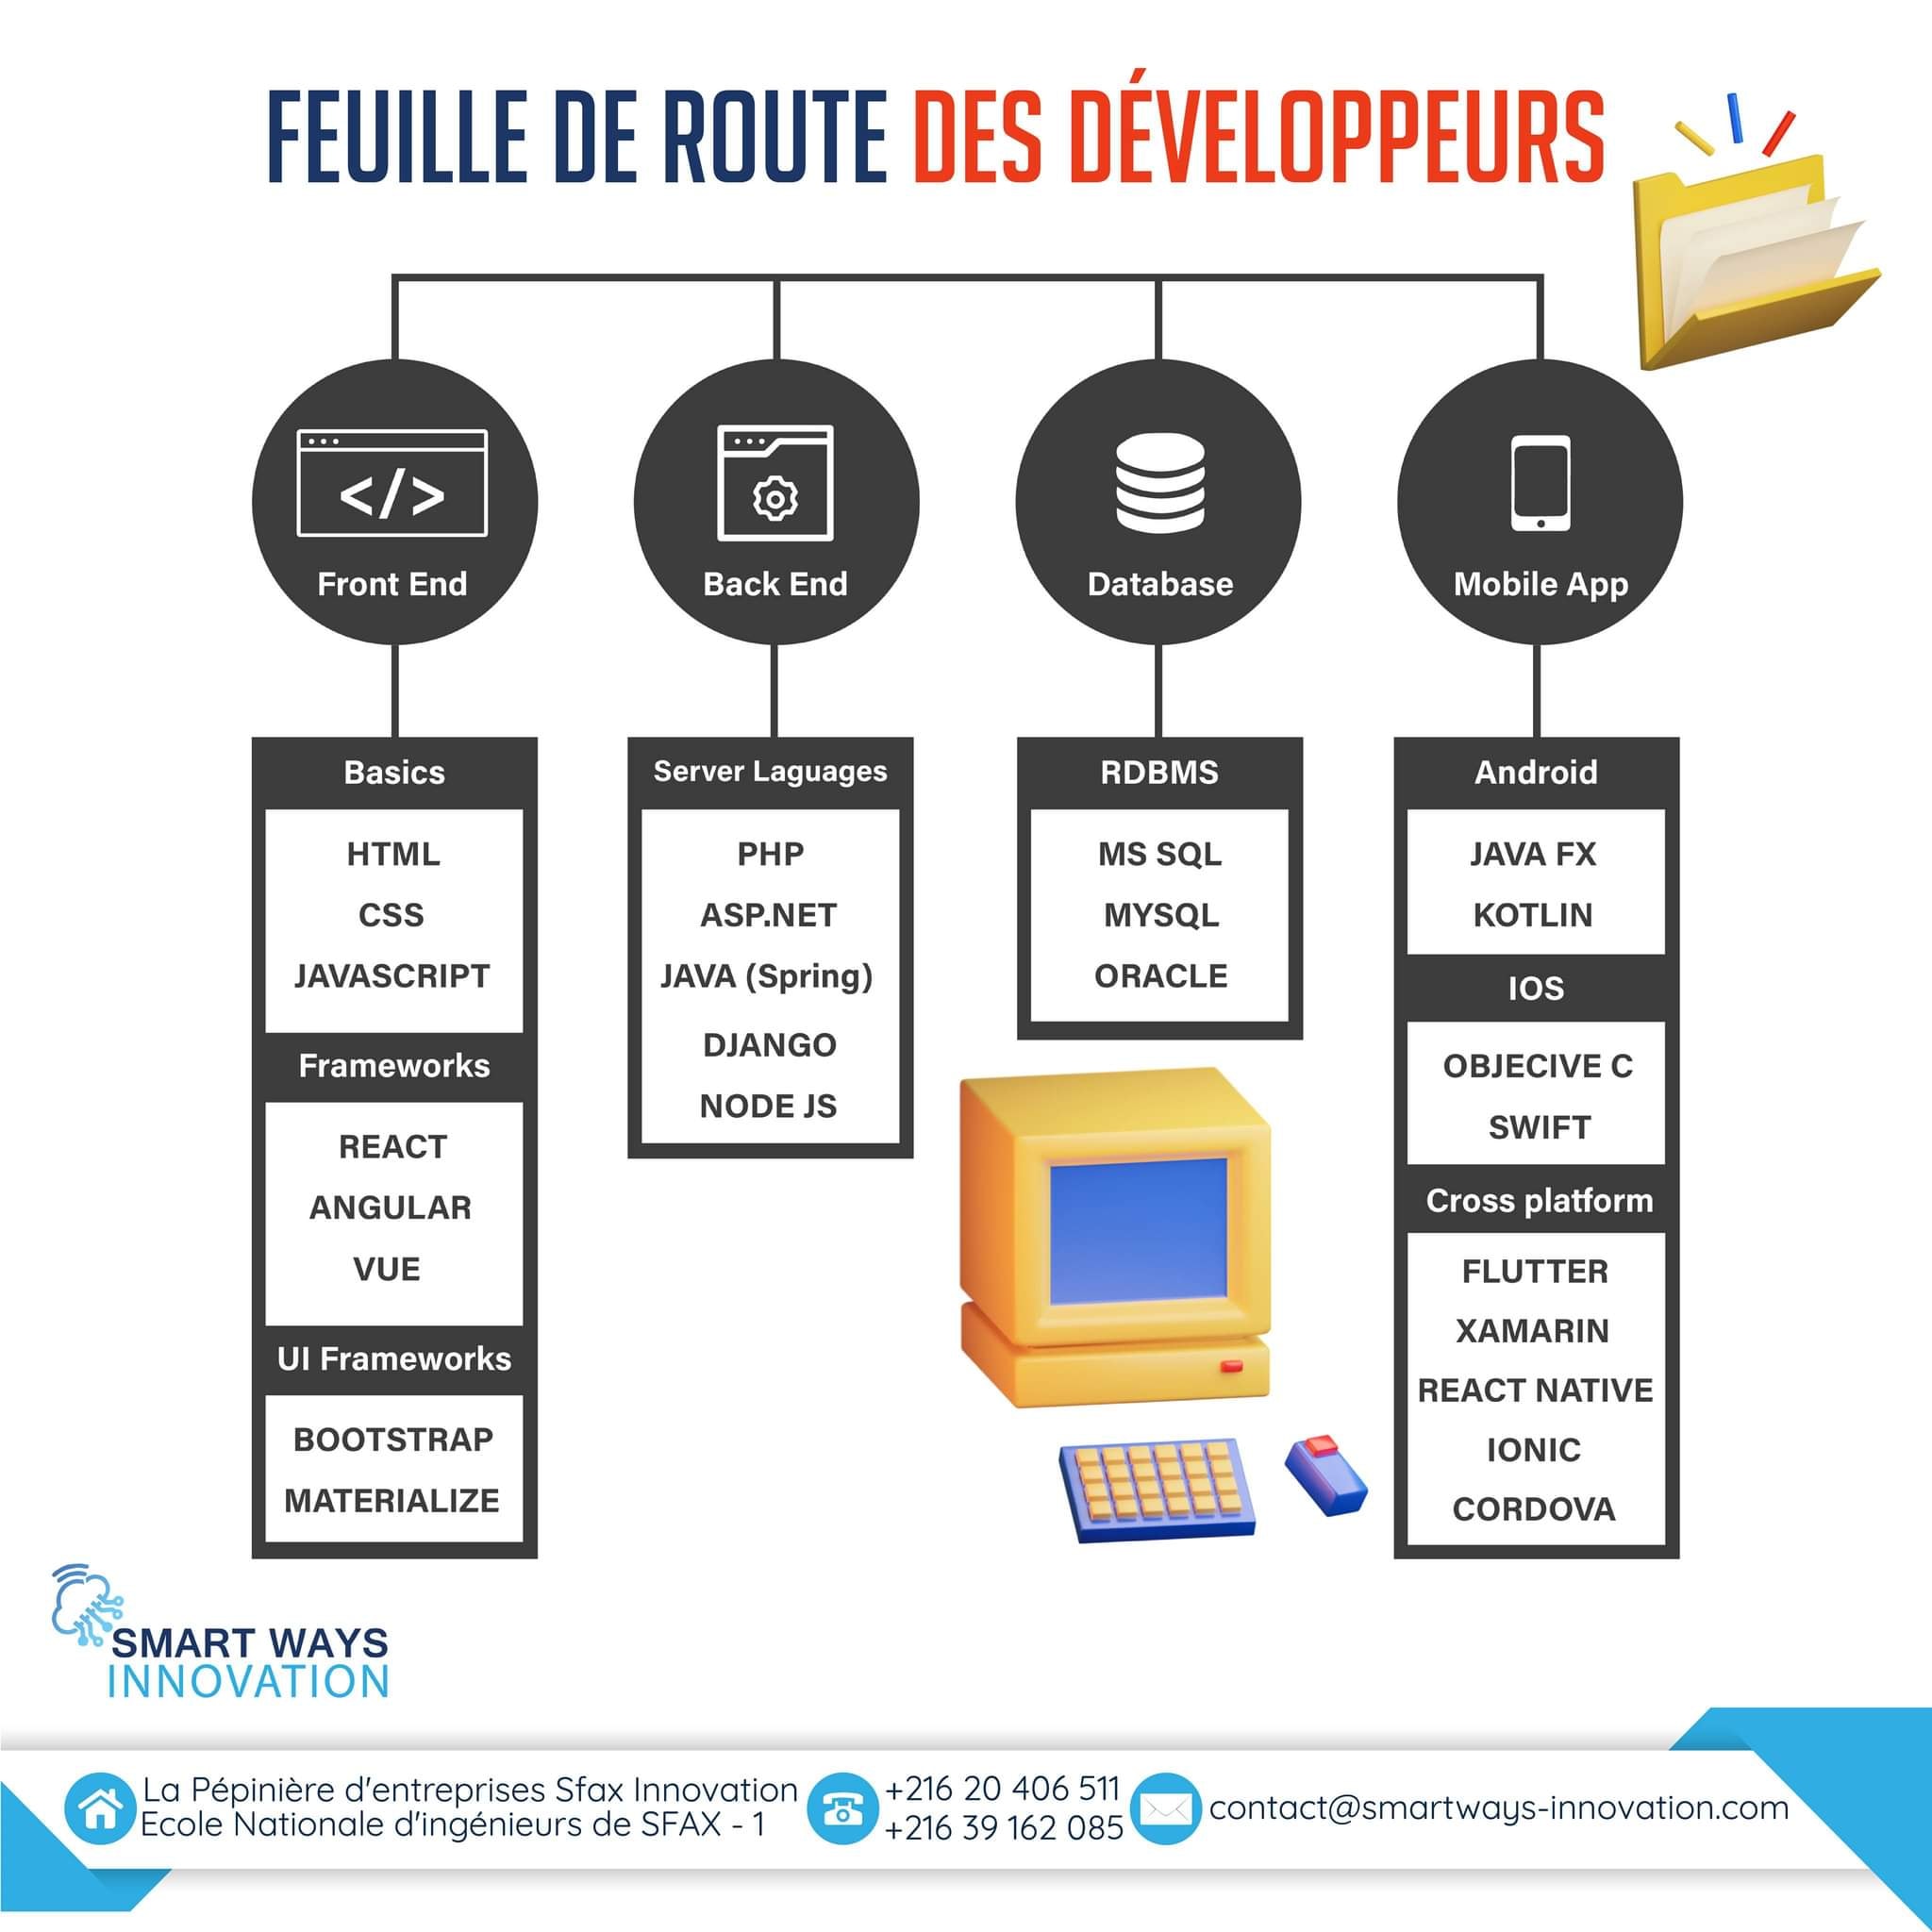 FEUILLE DE ROUTE DES DÉVELOPPEURS
Front End
Back End
Database
Mobile App
Basics
HTML
CSS
JAVASCRIPT
Frameworks
REACT
ANGULAR
VUE
UI Frameworks
BOOTSTRAP
MATERIALIZE
Server Laguages
PHP
ASP.NET
JAVA (Spring)
DJANGO
NODE JS
RDBMS
MS SQL
MYSQL
ORACLE
Android
JAVA FX
KOTLIN
IOS
OBJECIVE C
SWIFT
Cross platform
FLUTTER
XAMARIN
REACT NATIVE
IONIC
CORDOVA
SMART WAYS
INNOVATION
La Pépinière d'entreprises Sfax Innovation
Ecole Nationale d'ingénieurs de SFAX - 1
+216 20 406 511
+216 39 162 085
contact@smartways-innovation.com